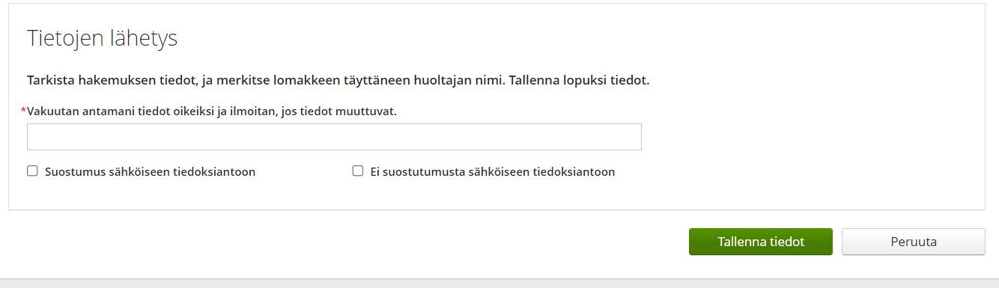 Tietojen lähetys
Tarkista hakemuksen tiedot, ja merkitse lomakkeen täyttäneen huoltajan nimi. Tallenna lopuksi tiedot.
*Vakuutan antamani tiedot oikeiksi ja ilmoitan, jos tiedot muuttuvat.
Suostumus sähköiseen tiedoksiantoon Ei suostutumusta sähköiseen tiedoksiantoon
Tallenna tiedot Peruuta